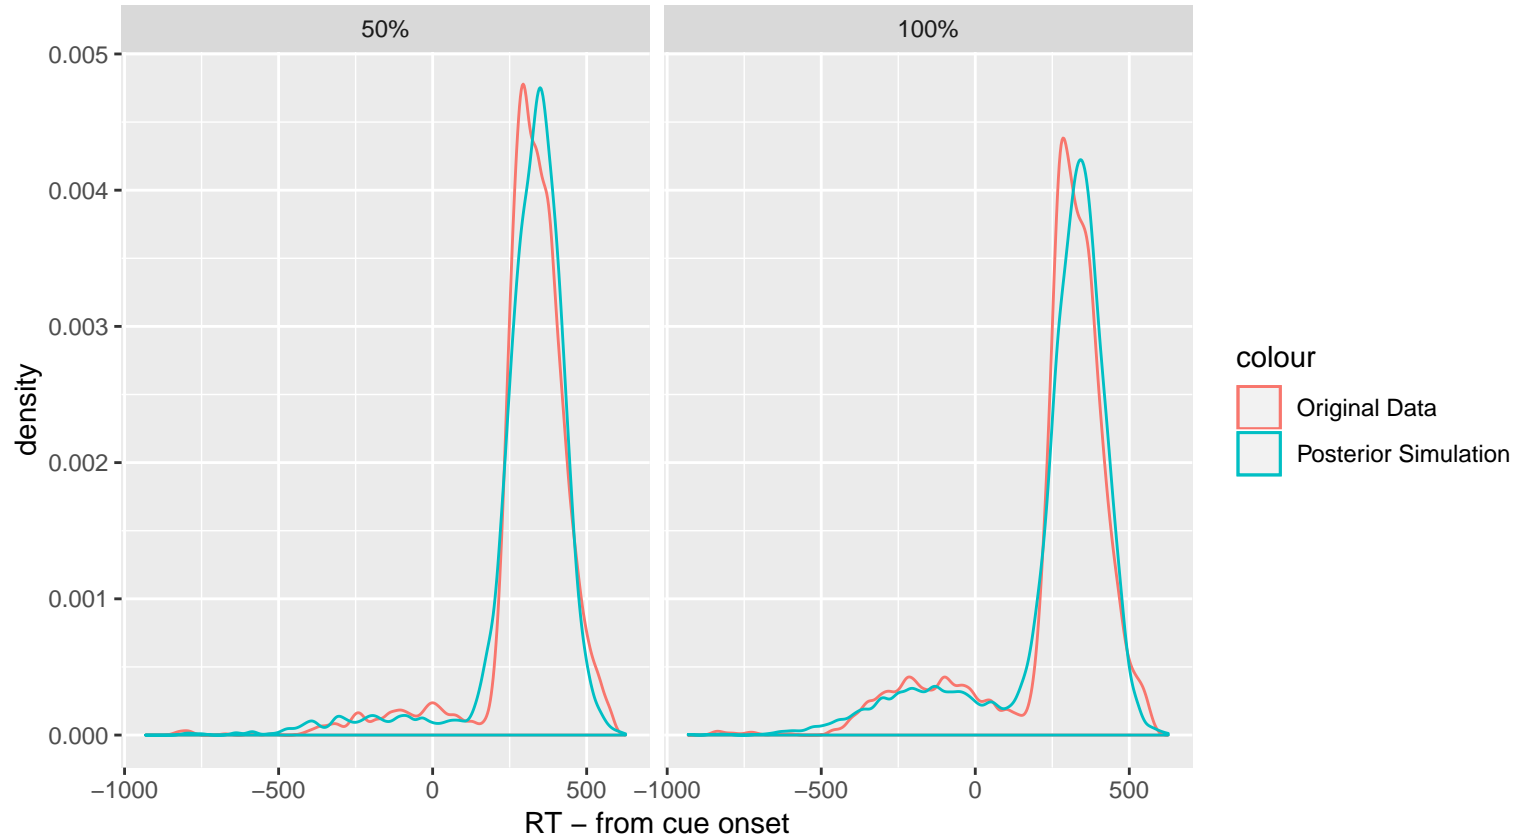 50% 100%
0.005
0.004
0.003
0.002
0.001
0.000
density
−1000 −500 0 500 −1000 −500 0 500
RT − from cue onset
colour
Original Data
Posterior Simulation